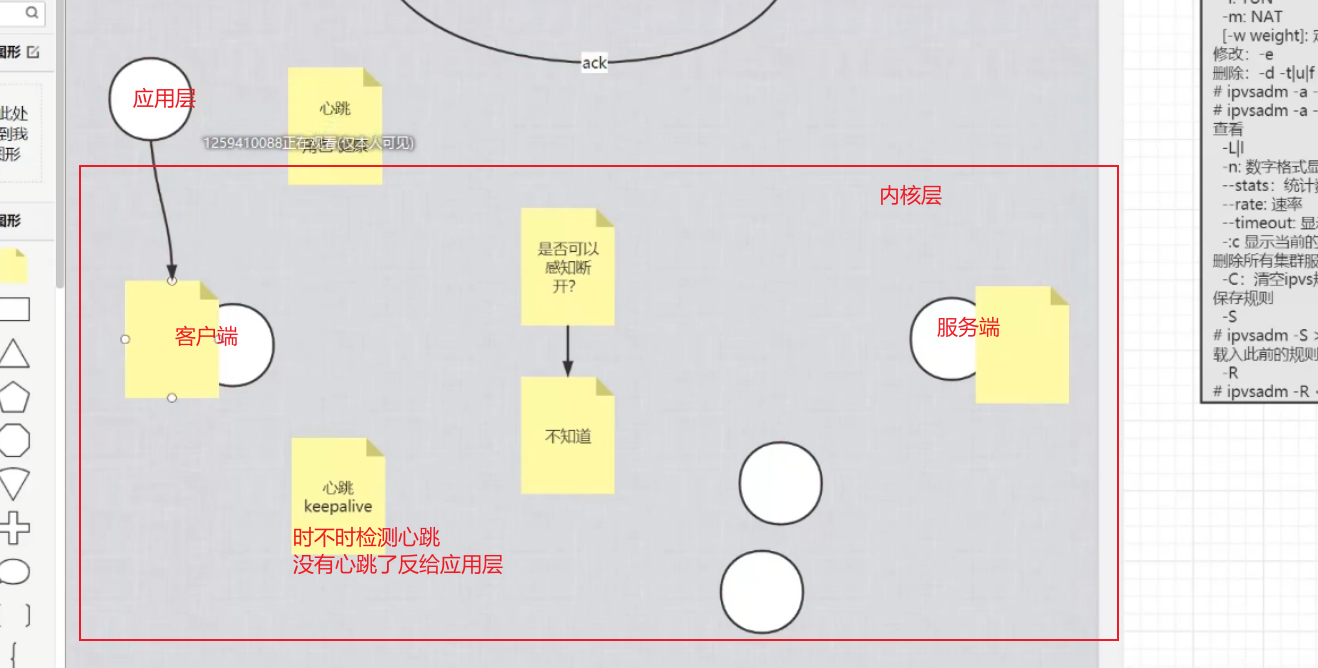 图形
此处
到我
图形
图形
ack
应用层
心跳
1259410088正在观看(仅本人可见)
内核层
是否可以
感知断
开?
客户端
服务端
不知道
心跳
keepalive
时不时检测心跳
没有心跳了反给应用层
-m: NAT
[-w weight]:
修改: -e
删除: -d -t|u|f
# ipvsadm -a -
# ipvsadm -a -
查看
-L|l
-n: 数字格式显
--stats: 统计
--rate: 速率
--timeout: 显
-:c 显示当前的
删除所有集群服
-C: 清空ipvs规
保存规则
-S
# ipvsadm -S >
载入此前的规则
-R
# ipvsadm -R <